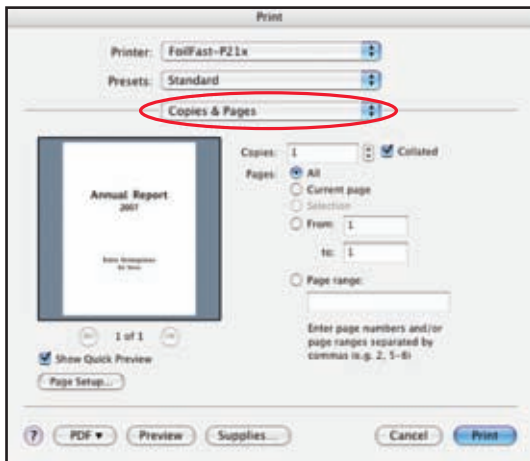 Print
Printer: FoilFast-P21x
Presets: Standard
Copies & Pages
Copies: 1 Collated
Pages: All
Current page
Selection
From: 1
to: 1
Page range:
Enter page numbers and/or
page ranges separated by
commas (e.g. 2, 5-8)
Annual Report
2007
1 of 1
Show Quick Preview
Page Setup...
? PDF Preview Supplies... Cancel Print